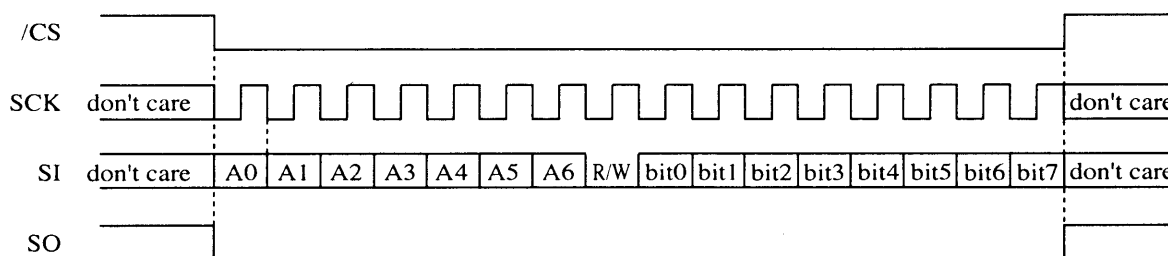 /CS
SCK don't care don't care
SI don't care A0 A1 A2 A3 A4 A5 A6 R/W bit0 bit1 bit2 bit3 bit4 bit5 bit6 bit7 don't care
SO